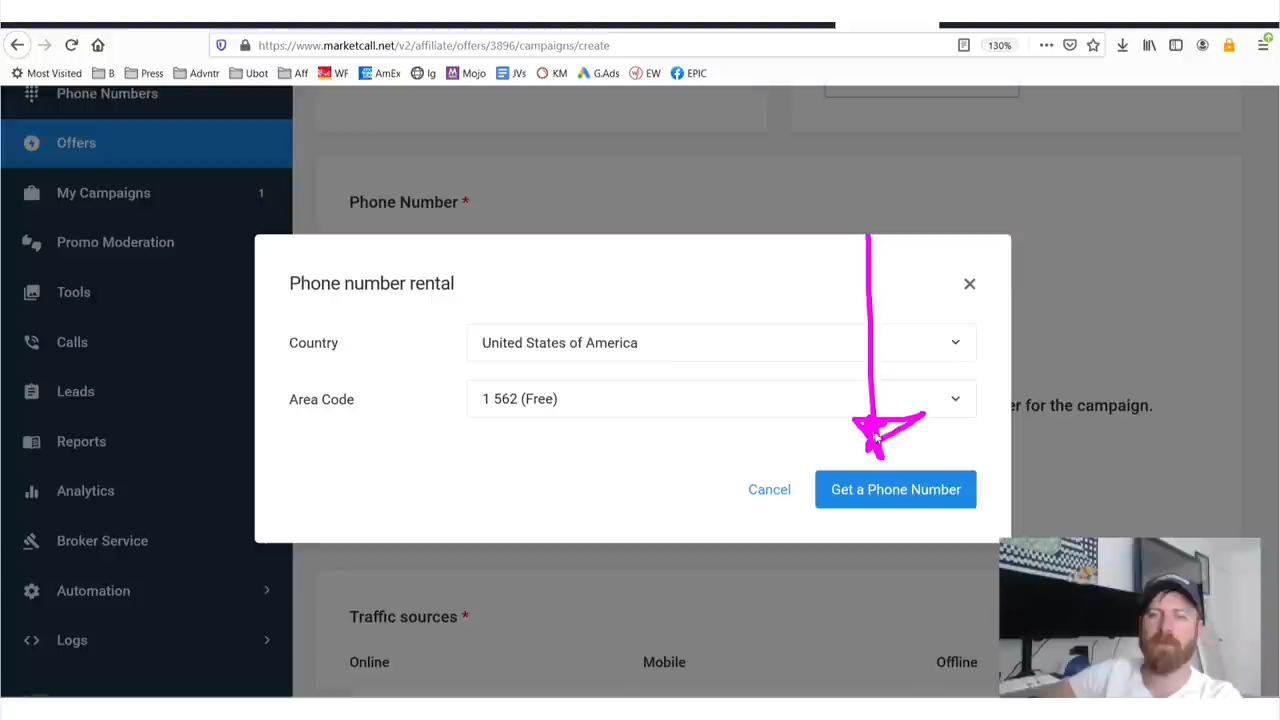 https://www.marketcall.net/v2/affiliate/offers/3896/campaigns/create
130%
Most Visited B Press Advntr Ubot Aff WF AmEx Ig Mojo JVs KM G.Ads EW EPIC
Phone Numbers
Offers
My Campaigns 1
Promo Moderation
Tools
Calls
Leads
Reports
Analytics
Broker Service
Automation
Logs
Phone Number *
Phone number rental
Country United States of America
Area Code 1 562 (Free)
er for the campaign.
Cancel Get a Phone Number
Traffic sources *
Online Mobile Offline